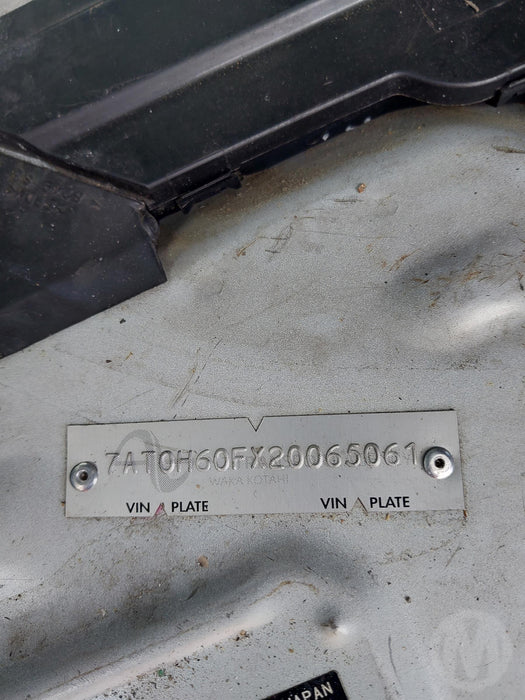 7AT0H60FX20065061
WAKA KOTAHI
VIN PLATE VIN PLATE
JAPAN